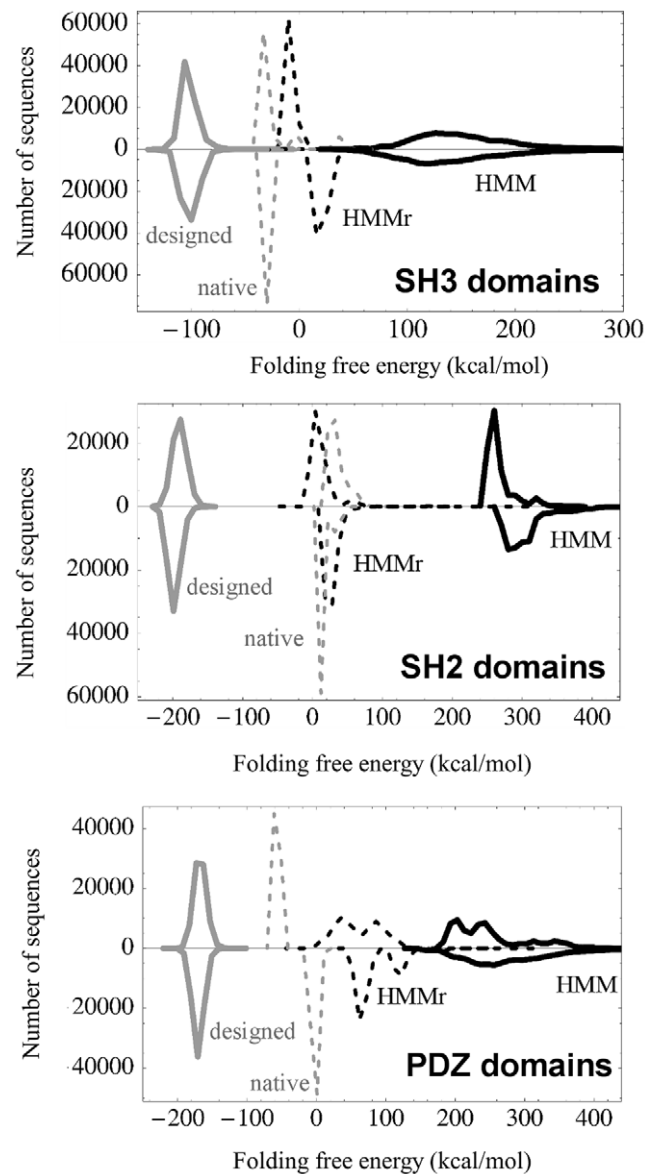 Number of sequences
60000
40000
20000
0
20000
40000
60000
designed
native
HMMr
HMM
SH3 domains
−100 0 100 200 300
Folding free energy (kcal/mol)
Number of sequences
20000
0
20000
40000
60000
designed
native
HMMr
HMM
SH2 domains
−200 −100 0 100 200 300 400
Folding free energy (kcal/mol)
Number of sequences
40000
20000
0
-20000
-40000
designed
native
HMMr
HMM
PDZ domains
−200 −100 0 100 200 300 400
Folding free energy (kcal/mol)